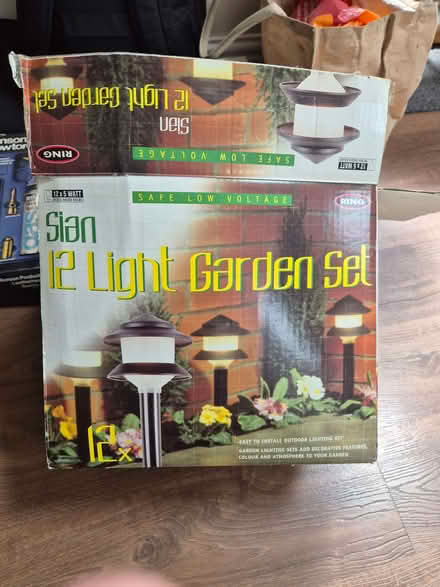 12 x 5 WATT
SAFE LOW VOLTAGE
RING
Sian
12 Light Garden Set
12 x 5 WATT
SAFE LOW VOLTAGE
RING
Sian
12 Light Garden Set
12x
EASY TO INSTALL OUTDOOR LIGHTING KIT
GARDEN LIGHTING SETS ADD DECORATIVE FEATURES,
COLOUR AND ATMOSPHERE TO YOUR GARDEN